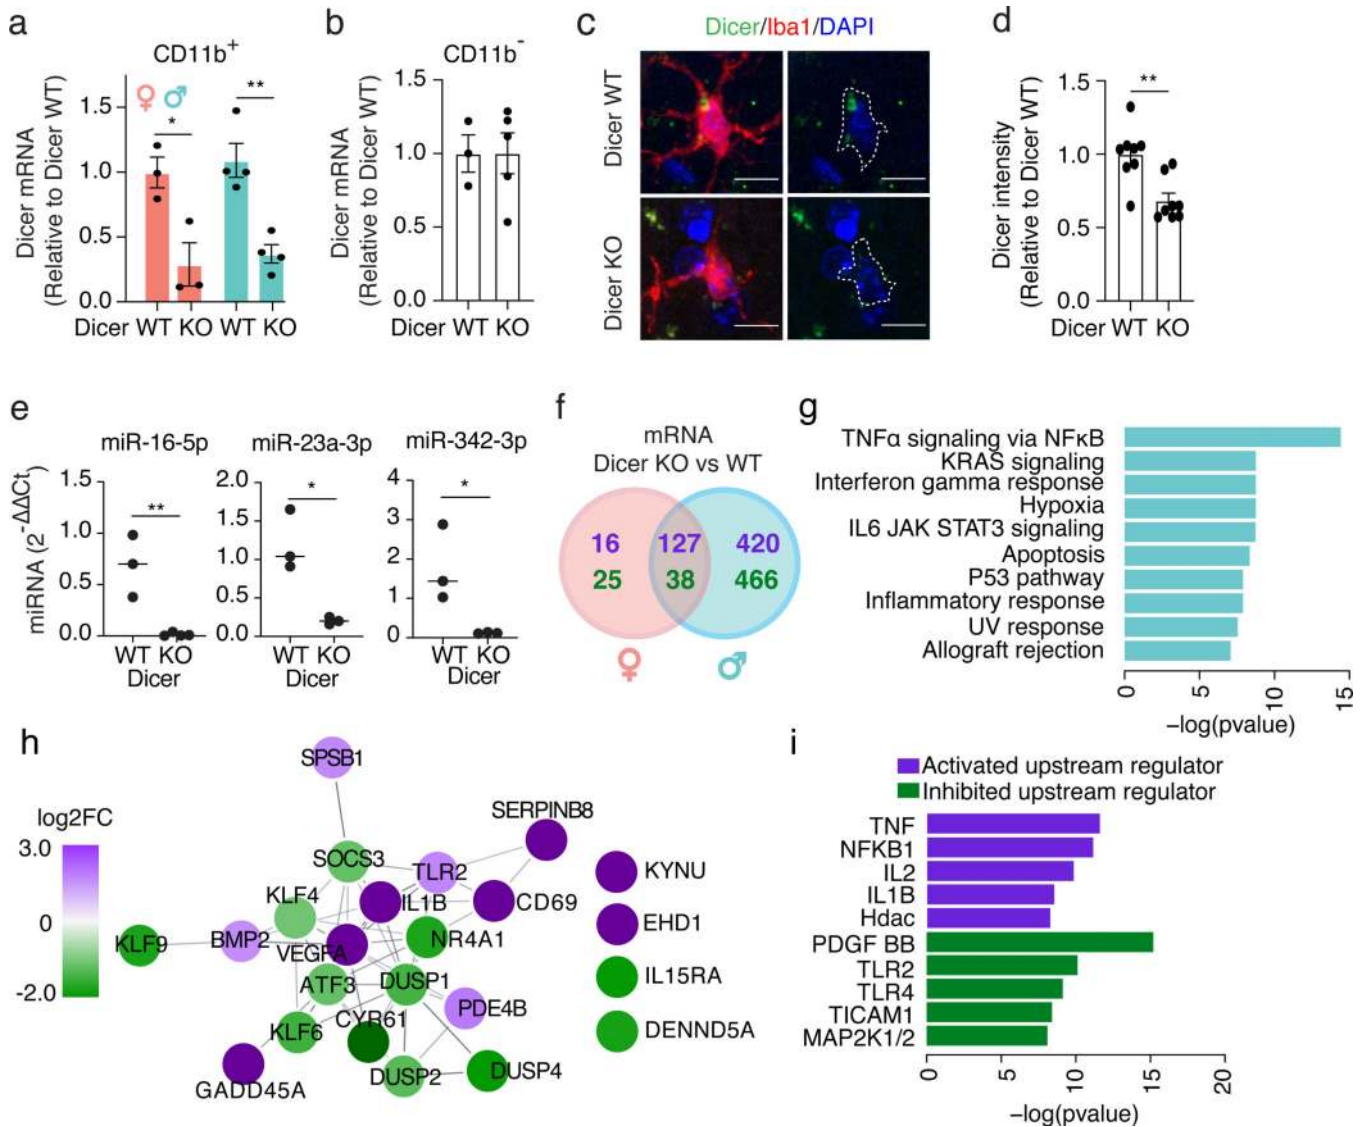 a
CD11b+
♀ ♂
Dicer mRNA
(Relative to Dicer WT)
1.5
1.0
0.5
0.0
*
**
Dicer WT KO WT KO
b
CD11b-
Dicer mRNA
(Relative to Dicer WT)
1.5
1.0
0.5
0.0
Dicer WT KO
c
Dicer/Iba1/DAPI
Dicer WT
Dicer KO
d
Dicer intensity
(Relative to Dicer WT)
1.5
1.0
0.5
0.0
**
Dicer WT KO
e
miRNA (2^-ΔΔCt)
miR-16-5p
1.5
1.0
0.5
0.0
**
WT KO
Dicer
miR-23a-3p
2.0
1.5
1.0
0.5
0.0
*
WT KO
Dicer
miR-342-3p
4
3
2
1
0
*
WT KO
Dicer
f
mRNA
Dicer KO vs WT
16 127 420
25 38 466
♀ ♂
g
TNFα signaling via NFκB
KRAS signaling
Interferon gamma response
Hypoxia
IL6 JAK STAT3 signaling
Apoptosis
P53 pathway
Inflammatory response
UV response
Allograft rejection
0 5 10 15
−log(pvalue)
h
log2FC
3.0
0
-2.0
SPSB1
SERPINB8
SOCS3
TLR2
KLF4
IL1B
CD69
KLF9
BMP2
VEGFA
NR4A1
ATF3
DUSP1
PDE4B
KLF6
CYR61
GADD45A
DUSP2
DUSP4
KYNU
EHD1
IL15RA
DENND5A
i
Activated upstream regulator
Inhibited upstream regulator
TNF
NFKB1
IL2
IL1B
Hdac
PDGF BB
TLR2
TLR4
TICAM1
MAP2K1/2
0 5 10 15 20
−log(pvalue)